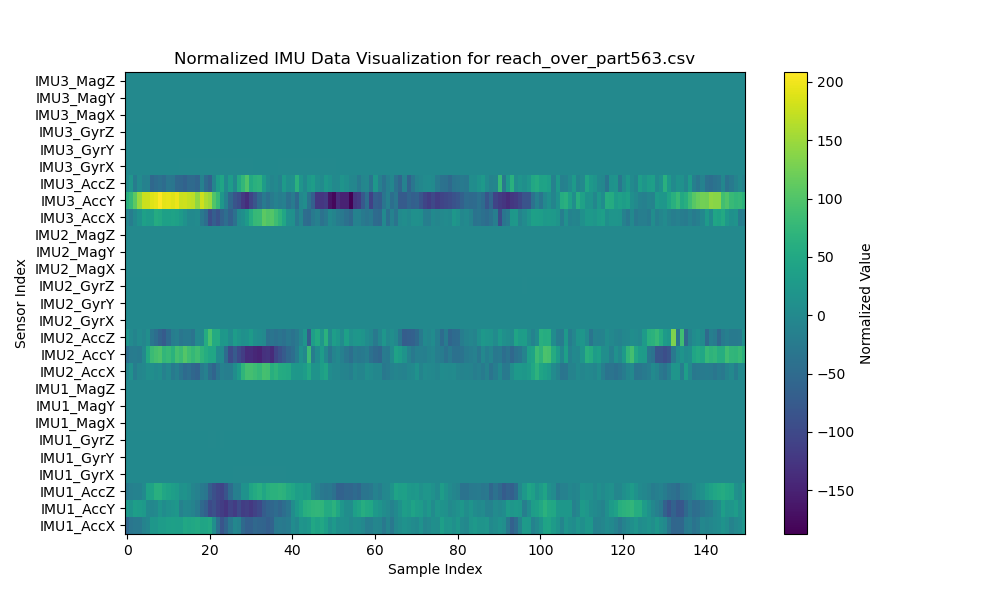 Normalized IMU Data Visualization for reach_over_part563.csv
IMU3_MagZ
IMU3_MagY
IMU3_MagX
IMU3_GyrZ
IMU3_GyrY
IMU3_GyrX
IMU3_AccZ
IMU3_AccY
IMU3_AccX
IMU2_MagZ
IMU2_MagY
IMU2_MagX
IMU2_GyrZ
IMU2_GyrY
IMU2_GyrX
IMU2_AccZ
IMU2_AccY
IMU2_AccX
IMU1_MagZ
IMU1_MagY
IMU1_MagX
IMU1_GyrZ
IMU1_GyrY
IMU1_GyrX
IMU1_AccZ
IMU1_AccY
IMU1_AccX
Sensor Index
0 20 40 60 80 100 120 140
Sample Index
200
150
100
50
0
−50
−100
−150
Normalized Value